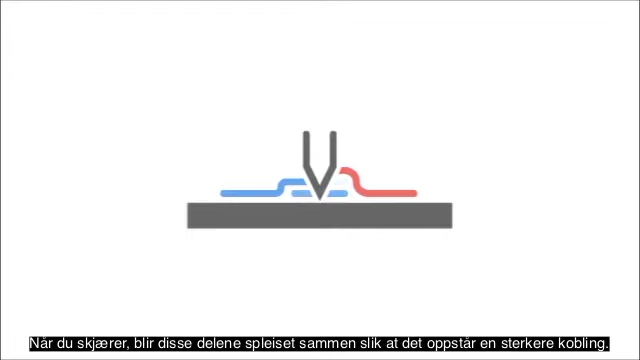 Når du skjærer, blir disse delene spleiset sammen slik at det oppstår en sterkere kobling.